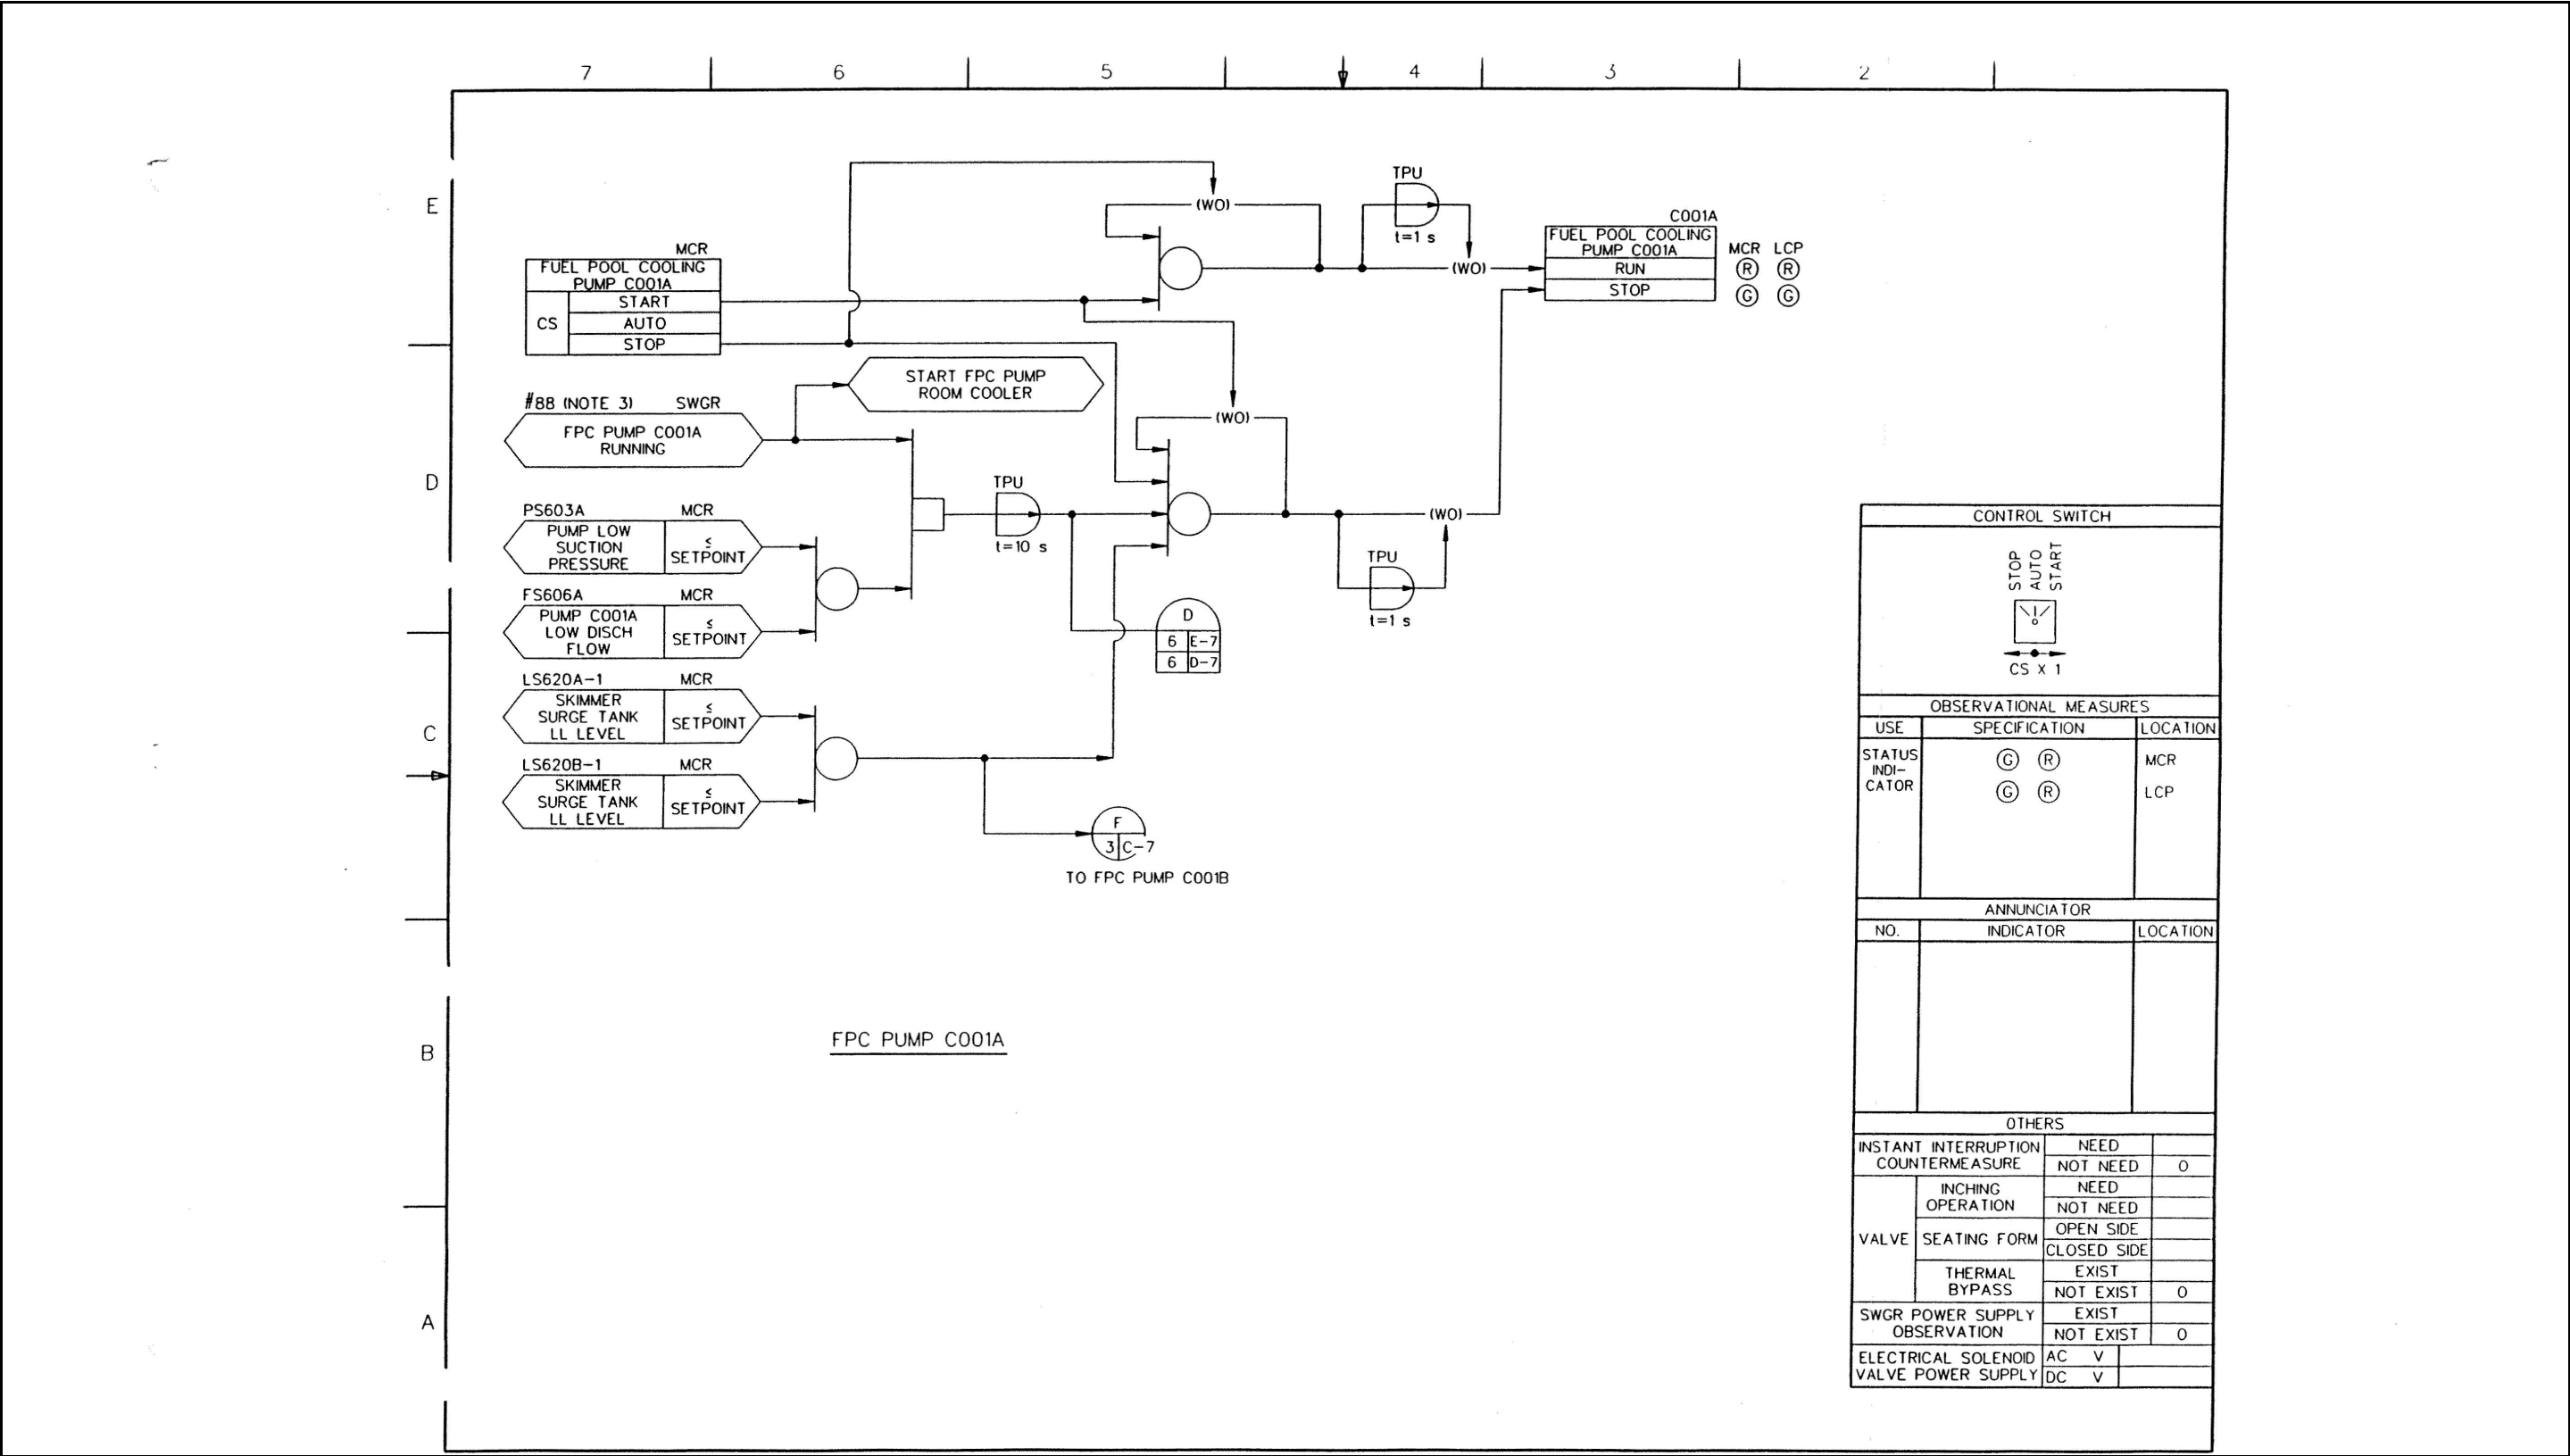 7 6 5 4 3 2
E
D
C
B
A
MCR
FUEL POOL COOLING
PUMP C001A
CS
START
AUTO
STOP
#88 (NOTE 3) SWGR
FPC PUMP C001A
RUNNING
START FPC PUMP
ROOM COOLER
PS603A MCR
PUMP LOW
SUCTION
PRESSURE
≤
SETPOINT
FS606A MCR
PUMP C001A
LOW DISCH
FLOW
≤
SETPOINT
LS620A-1 MCR
SKIMMER
SURGE TANK
LL LEVEL
≤
SETPOINT
LS620B-1 MCR
SKIMMER
SURGE TANK
LL LEVEL
≤
SETPOINT
(WO)
TPU
t=1 s
(WO)
(WO)
TPU
t=10 s
(WO)
TPU
t=1 s
D
6 E-7
6 D-7
F
3 C-7
TO FPC PUMP C001B
C001A
FUEL POOL COOLING
PUMP C001A
RUN
STOP
MCR LCP
R R
G G
FPC PUMP C001A
CONTROL SWITCH
STOP
AUTO
START
CS X 1
OBSERVATIONAL MEASURES
USE SPECIFICATION LOCATION
STATUS
INDI-
CATOR
G R MCR
G R LCP
ANNUNCIATOR
NO. INDICATOR LOCATION
OTHERS
INSTANT INTERRUPTION
COUNTERMEASURE
NEED
NOT NEED O
VALVE
INCHING
OPERATION
NEED
NOT NEED
SEATING FORM
OPEN SIDE
CLOSED SIDE
THERMAL
BYPASS
EXIST
NOT EXIST O
SWGR POWER SUPPLY
OBSERVATION
EXIST
NOT EXIST O
ELECTRICAL SOLENOID
VALVE POWER SUPPLY
AC V
DC V